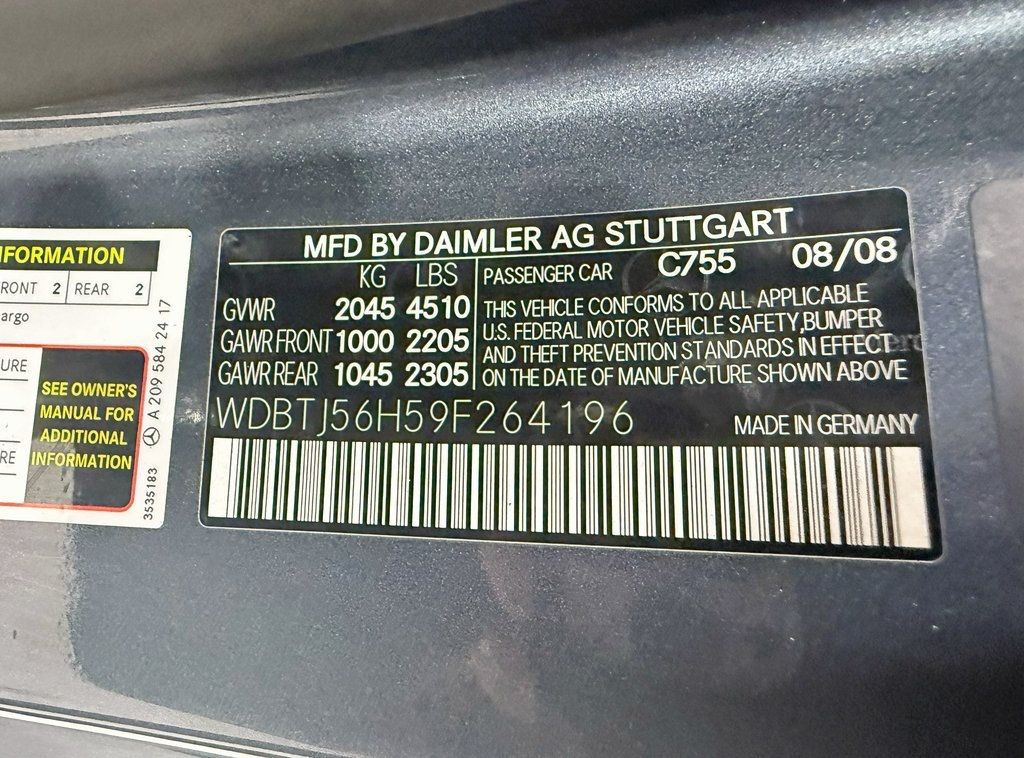 INFORMATION
FRONT 2 REAR 2
argo
URE
SEE OWNER'S
MANUAL FOR
ADDITIONAL
INFORMATION
RE
3535183 A 209 584 24 17
MFD BY DAIMLER AG STUTTGART
KG LBS
GVWR 2045 4510
GAWR FRONT 1000 2205
GAWR REAR 1045 2305
PASSENGER CAR C755 08/08
THIS VEHICLE CONFORMS TO ALL APPLICABLE
U.S. FEDERAL MOTOR VEHICLE SAFETY,BUMPER
AND THEFT PREVENTION STANDARDS IN EFFECT
ON THE DATE OF MANUFACTURE SHOWN ABOVE
WDBTJ56H59F264196
MADE IN GERMANY